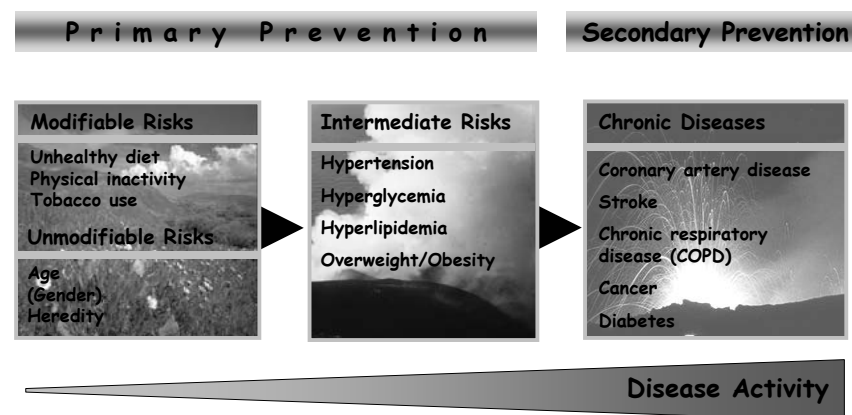 Primary Prevention
Secondary Prevention
Modifiable Risks
Unhealthy diet
Physical inactivity
Tobacco use
Unmodifiable Risks
Age
(Gender)
Heredity
Intermediate Risks
Hypertension
Hyperglycemia
Hyperlipidemia
Overweight/Obesity
Chronic Diseases
Coronary artery disease
Stroke
Chronic respiratory
disease (COPD)
Cancer
Diabetes
Disease Activity